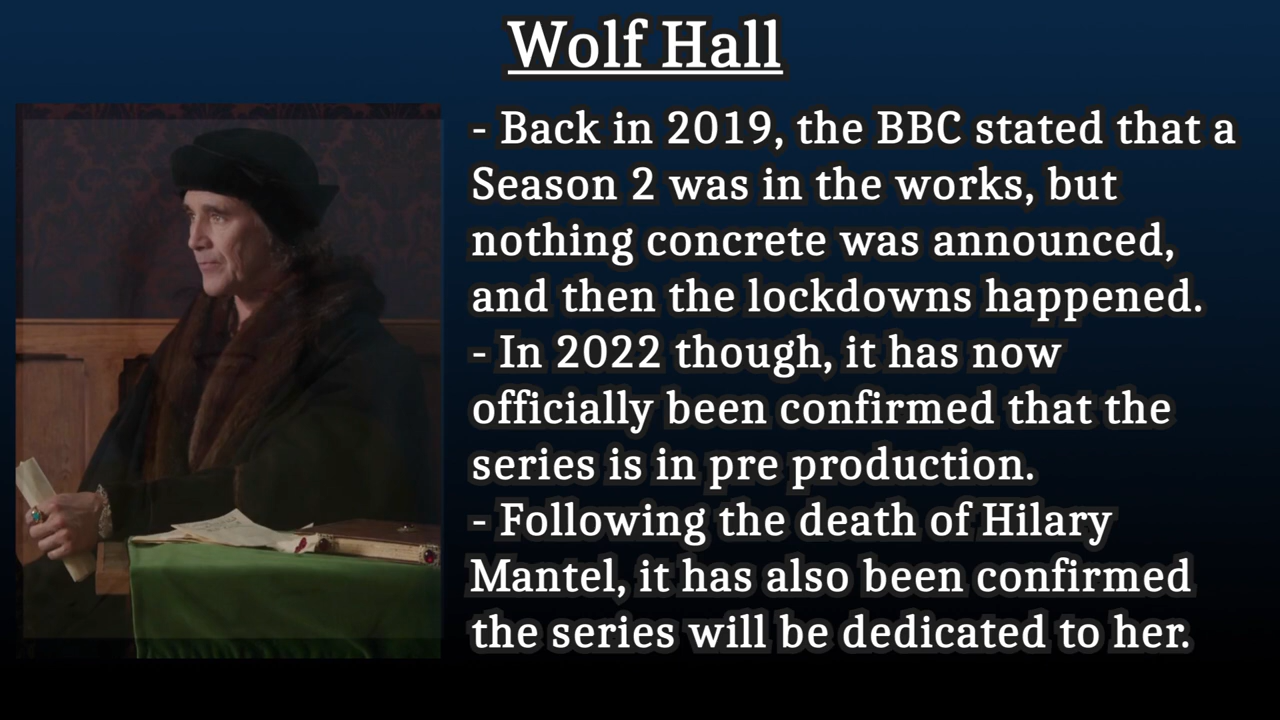 Wolf Hall
- Back in 2019, the BBC stated that a
Season 2 was in the works, but
nothing concrete was announced,
and then the lockdowns happened.
- In 2022 though, it has now
officially been confirmed that the
series is in pre production.
- Following the death of Hilary
Mantel, it has also been confirmed
the series will be dedicated to her.